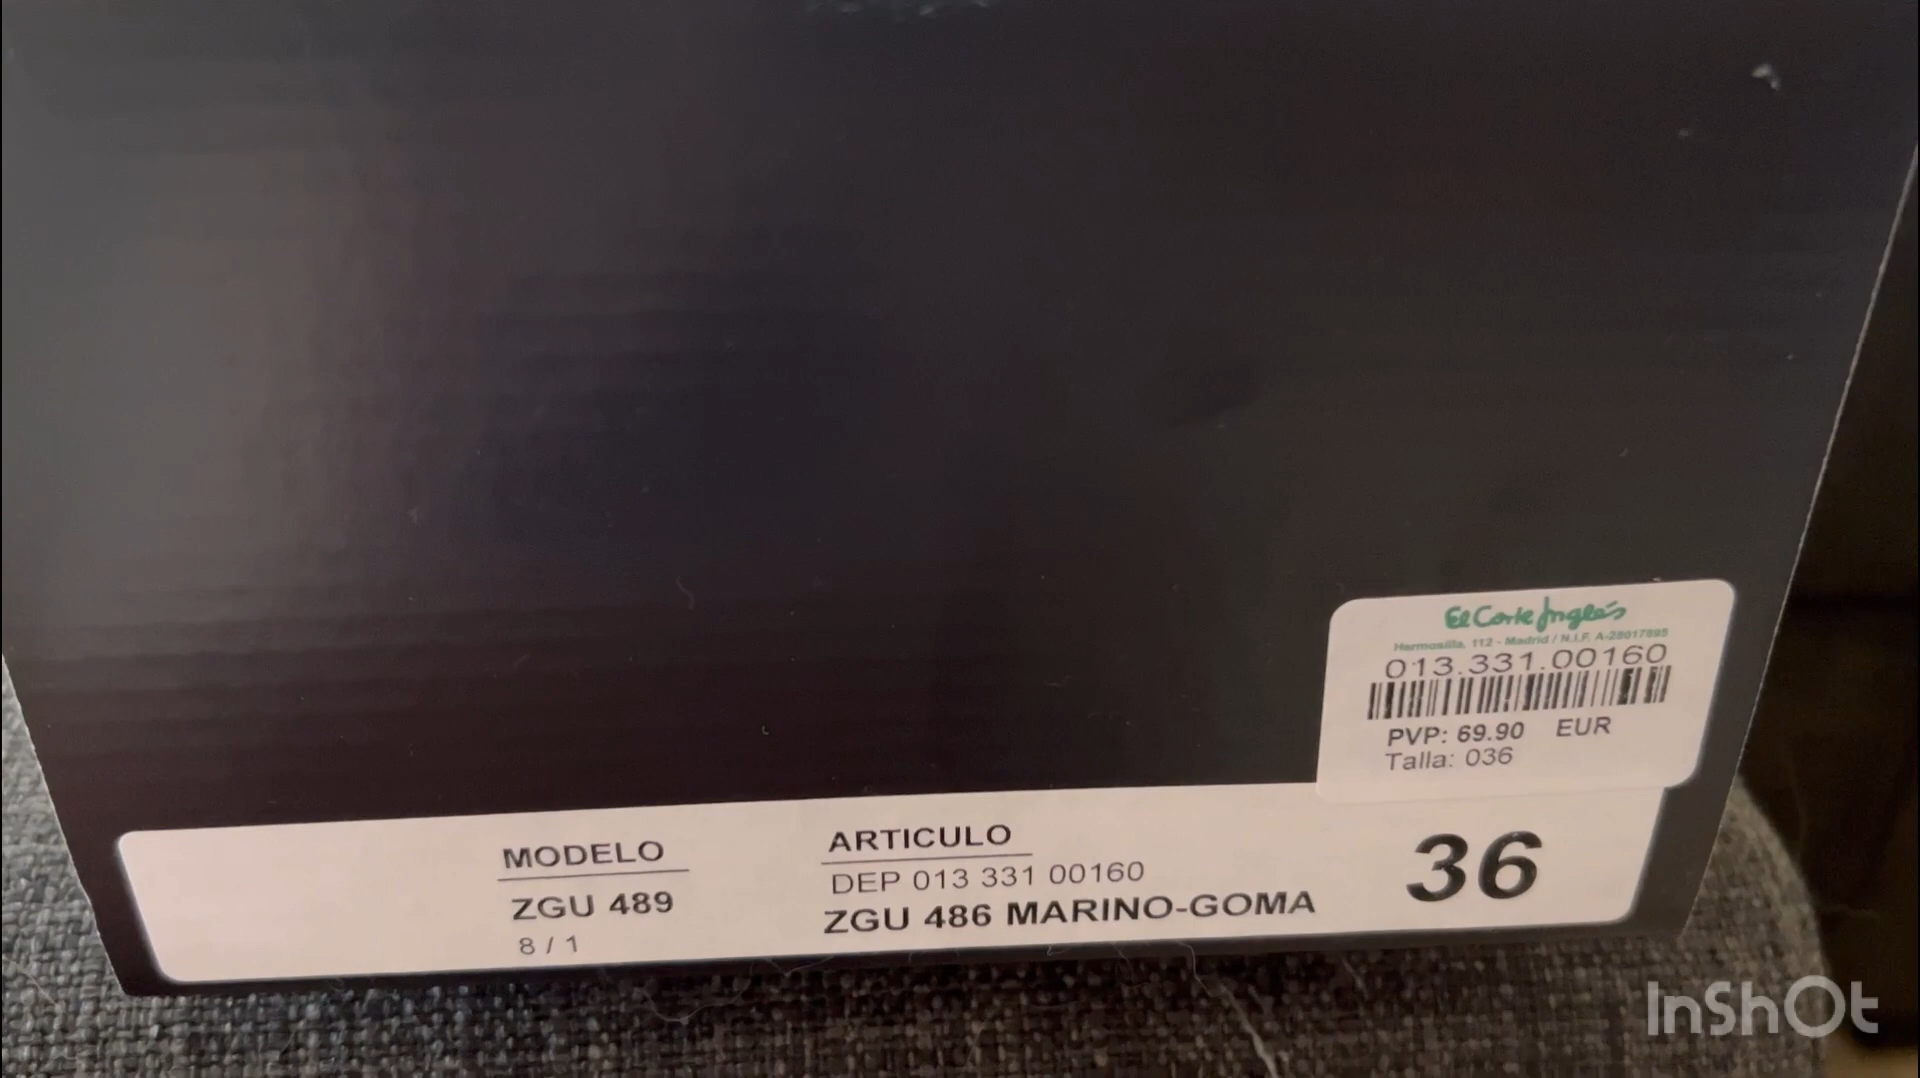 El Corte Inglés
Hermosilla, 112 - Madrid / N.I.F. A-28017895
013.331.00160
PVP: 69.90 EUR
Talla: 036
MODELO
ZGU 489
8 / 1
ARTICULO
DEP 013 331 00160
ZGU 486 MARINO-GOMA
36
InShOt